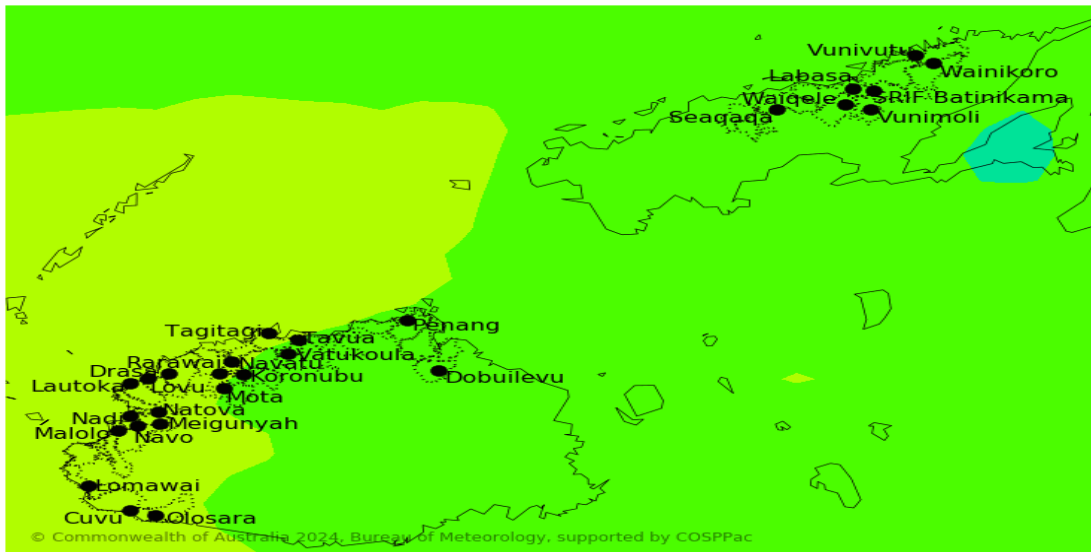 Vunivutu
Wainikoro
Labasa
SRIF Batinikama
Waiqele
Seaqaqa
Vunimoli
Penang
Tagitagi
Tavua
Vatukoula
Rarawai
Navatu
Drasa
Koronubu
Dobuilevu
Lautoka
Lovu
Mota
Natova
Nadi
Meigunyah
Malolo
Navo
Lomawai
Cuvu
Olosara
© Commonwealth of Australia 2024, Bureau of Meteorology, supported by COSPPac